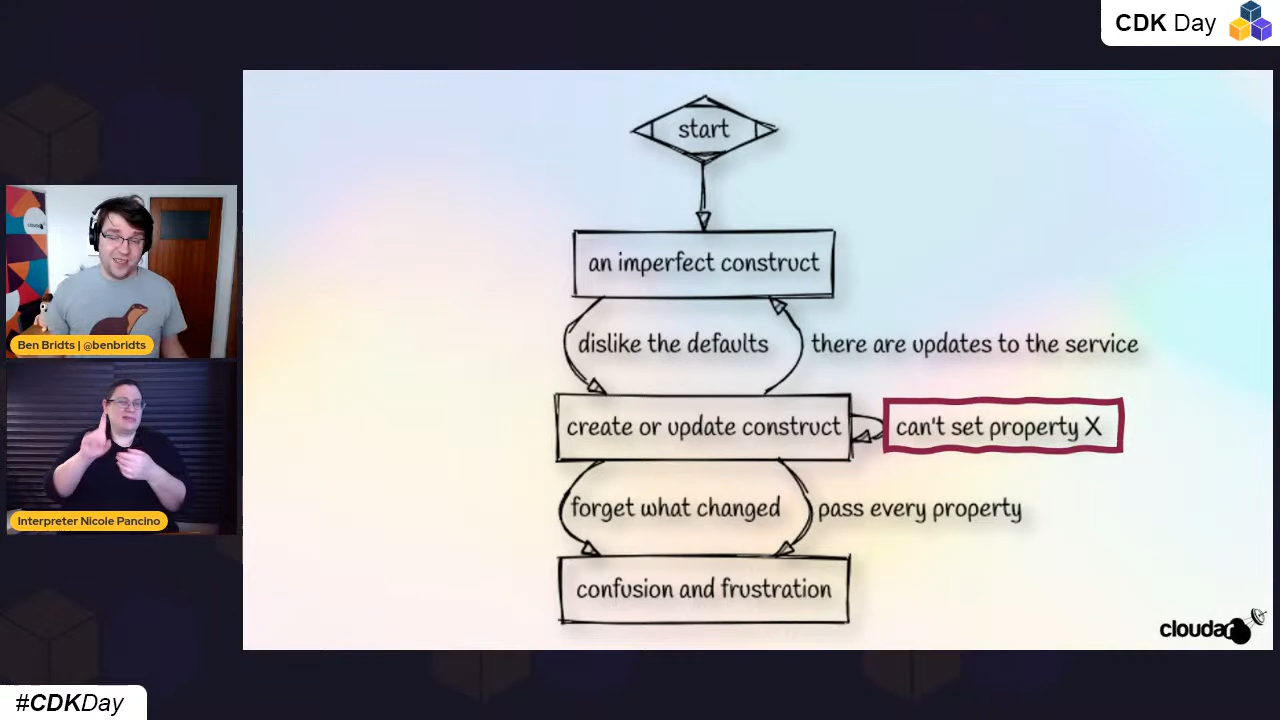 CDK Day
start
an imperfect construct
dislike the defaults
there are updates to the service
create or update construct
can't set property X
forget what changed
pass every property
confusion and frustration
cloudar
cloudar
Ben Bridts | @benbridts
Interpreter Nicole Pancino
#CDKDay